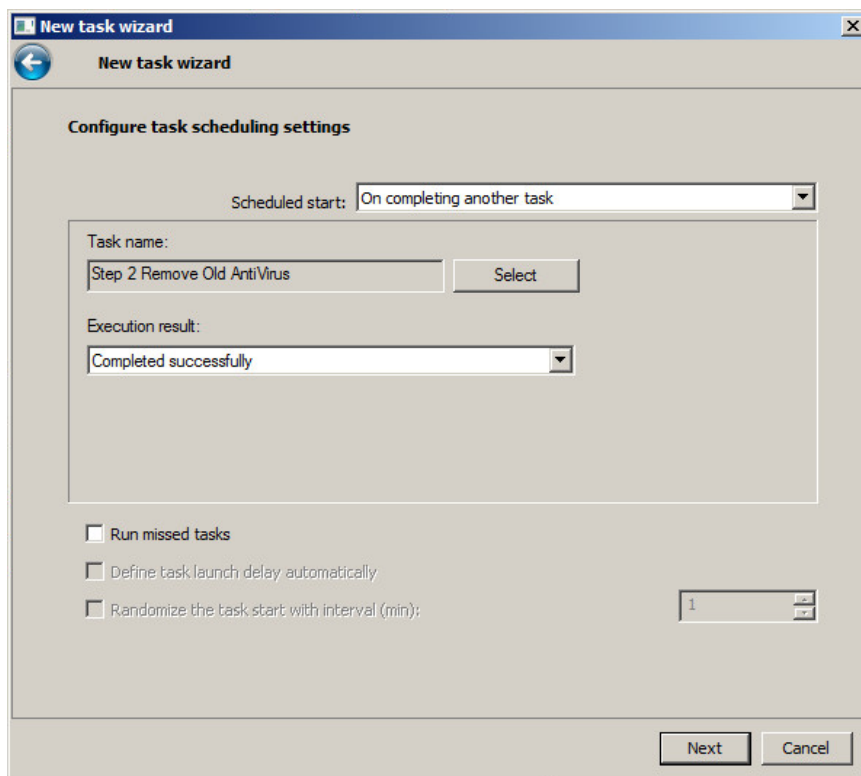 New task wizard
New task wizard
Configure task scheduling settings
Scheduled start: On completing another task
Task name:
Step 2 Remove Old AntiVirus Select
Execution result:
Completed successfully
Run missed tasks
Define task launch delay automatically
Randomize the task start with interval (min): 1
Next Cancel